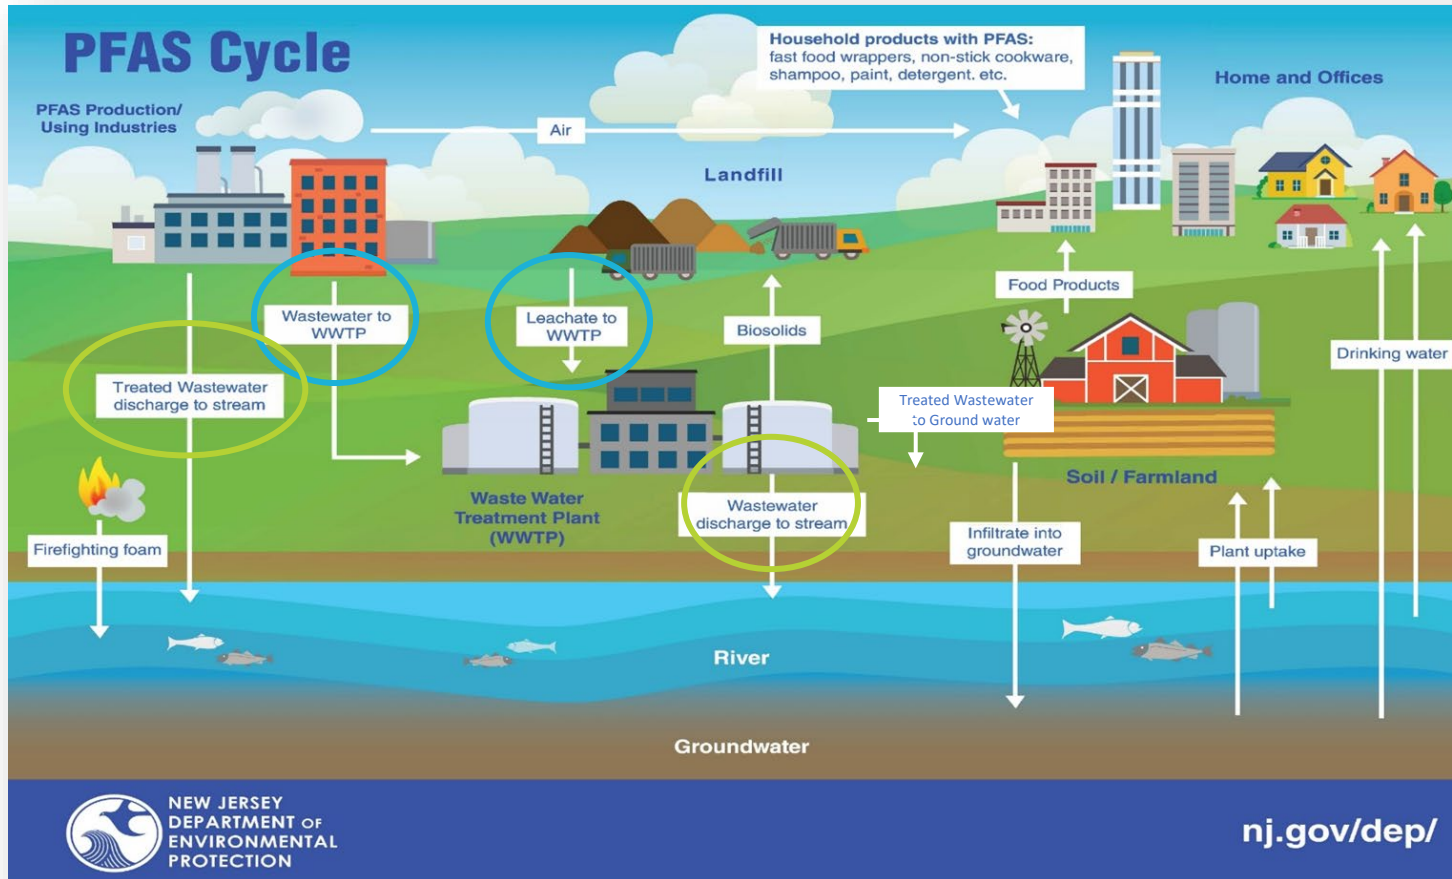 PFAS Cycle
PFAS Production/
Using Industries
Air
Household products with PFAS:
fast food wrappers, non-stick cookware,
shampoo, paint, detergent. etc.
Home and Offices
Landfill
Wastewater to
WWTP
Leachate to
WWTP
Biosolids
Food Products
Drinking water
Treated Wastewater
discharge to stream
Treated Wastewater
to Ground water
Soil / Farmland
Waste Water
Treatment Plant
(WWTP)
Wastewater
discharge to stream
Firefighting foam
Infiltrate into
groundwater
Plant uptake
River
Groundwater
NEW JERSEY
DEPARTMENT OF
ENVIRONMENTAL
PROTECTION
nj.gov/dep/